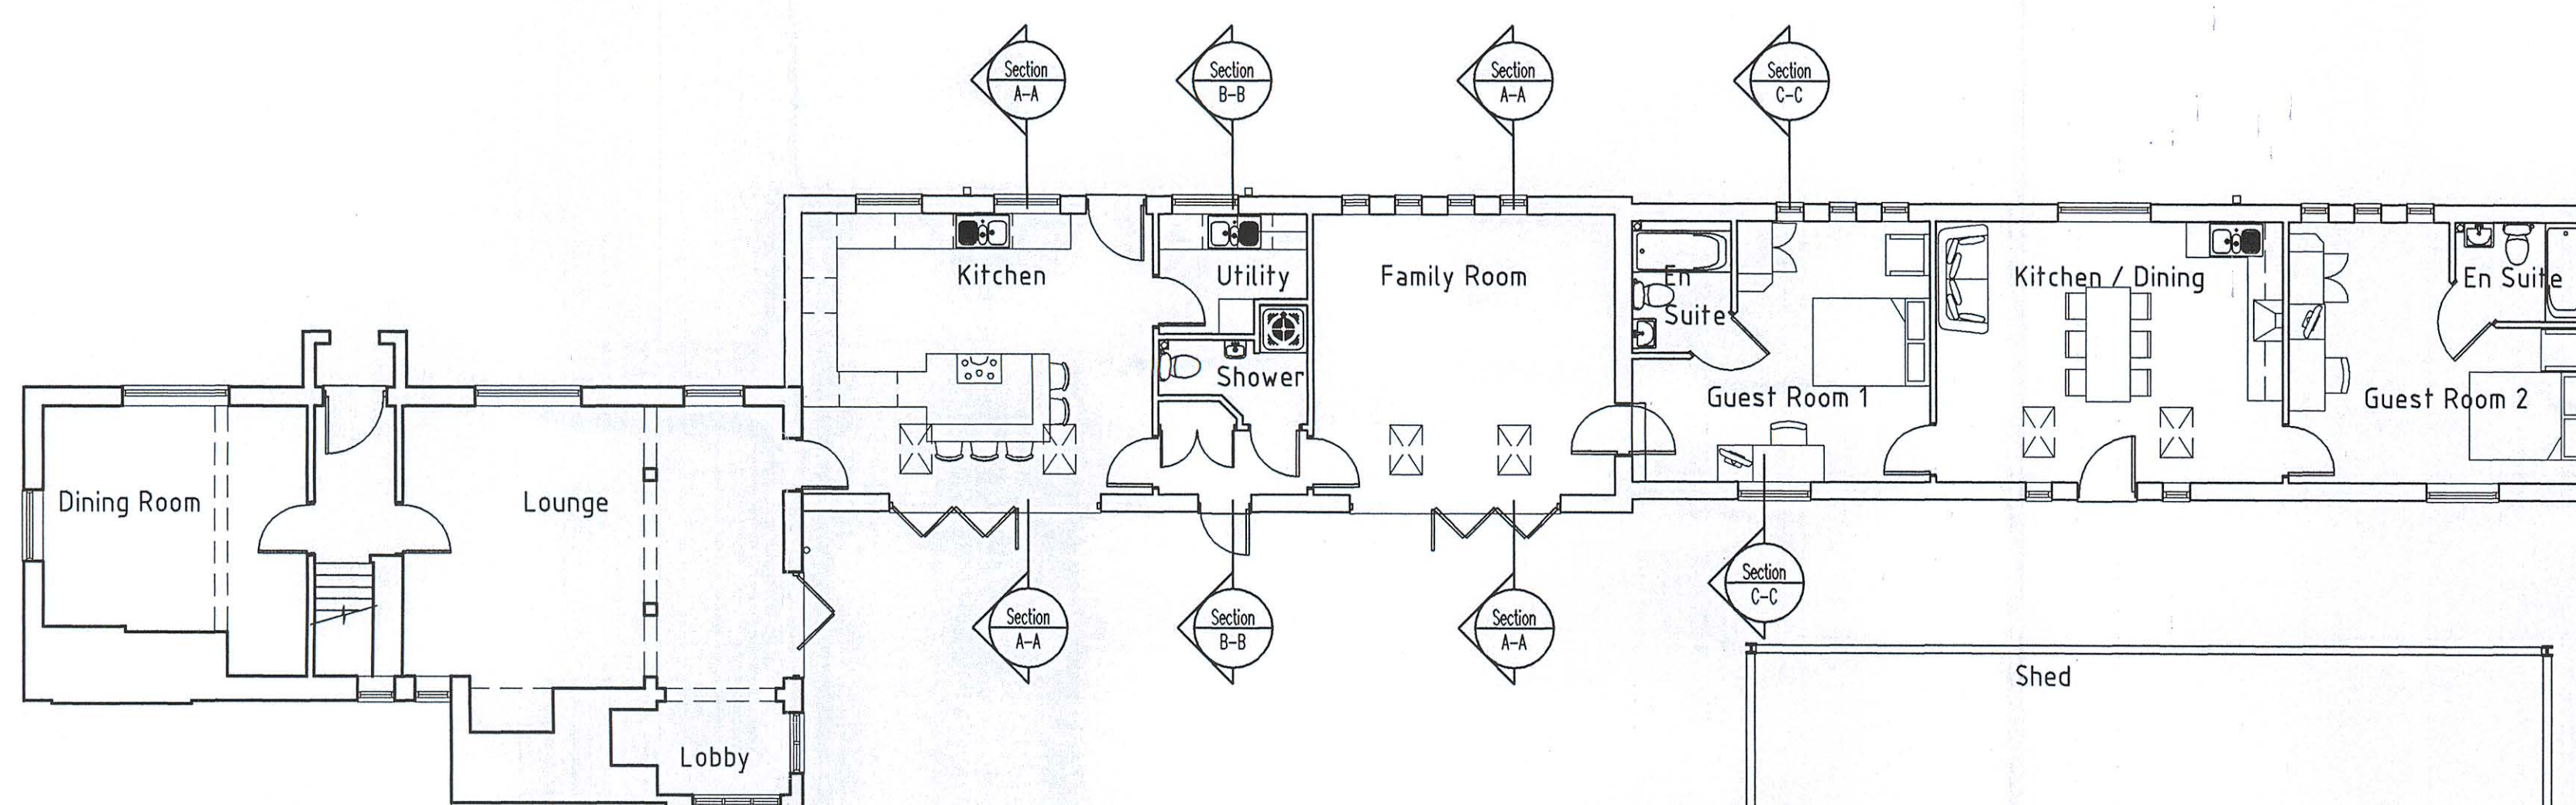 Section
A-A
Section
B-B
Section
A-A
Section
C-C
Kitchen
Utility
Family Room
En
Suite
Kitchen / Dining
En Suite
Shower
Guest Room 1
Guest Room 2
Dining Room
Lounge
Section
A-A
Section
B-B
Section
A-A
Section
C-C
Shed
Lobby